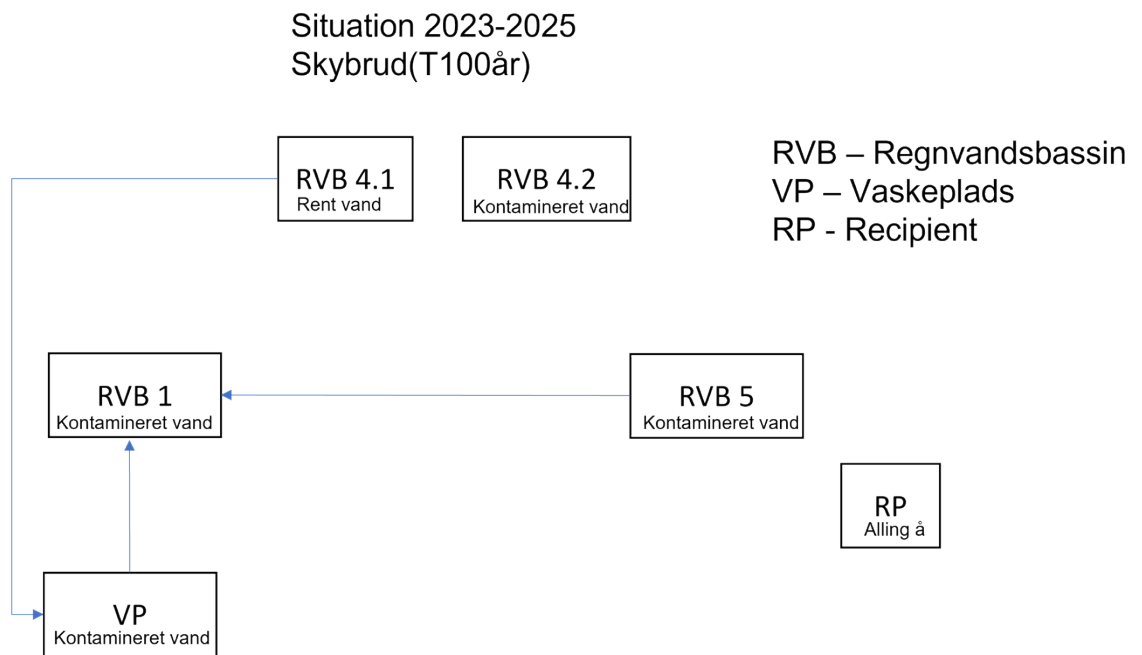 Situation 2023-2025
Skybrud(T100år)
RVB 4.1
Rent vand
RVB 4.2
Kontamineret vand
RVB – Regnvandsbassin
VP – Vaskeplads
RP - Recipient
RVB 1
Kontamineret vand
RVB 5
Kontamineret vand
RP
Alling å
VP
Kontamineret vand